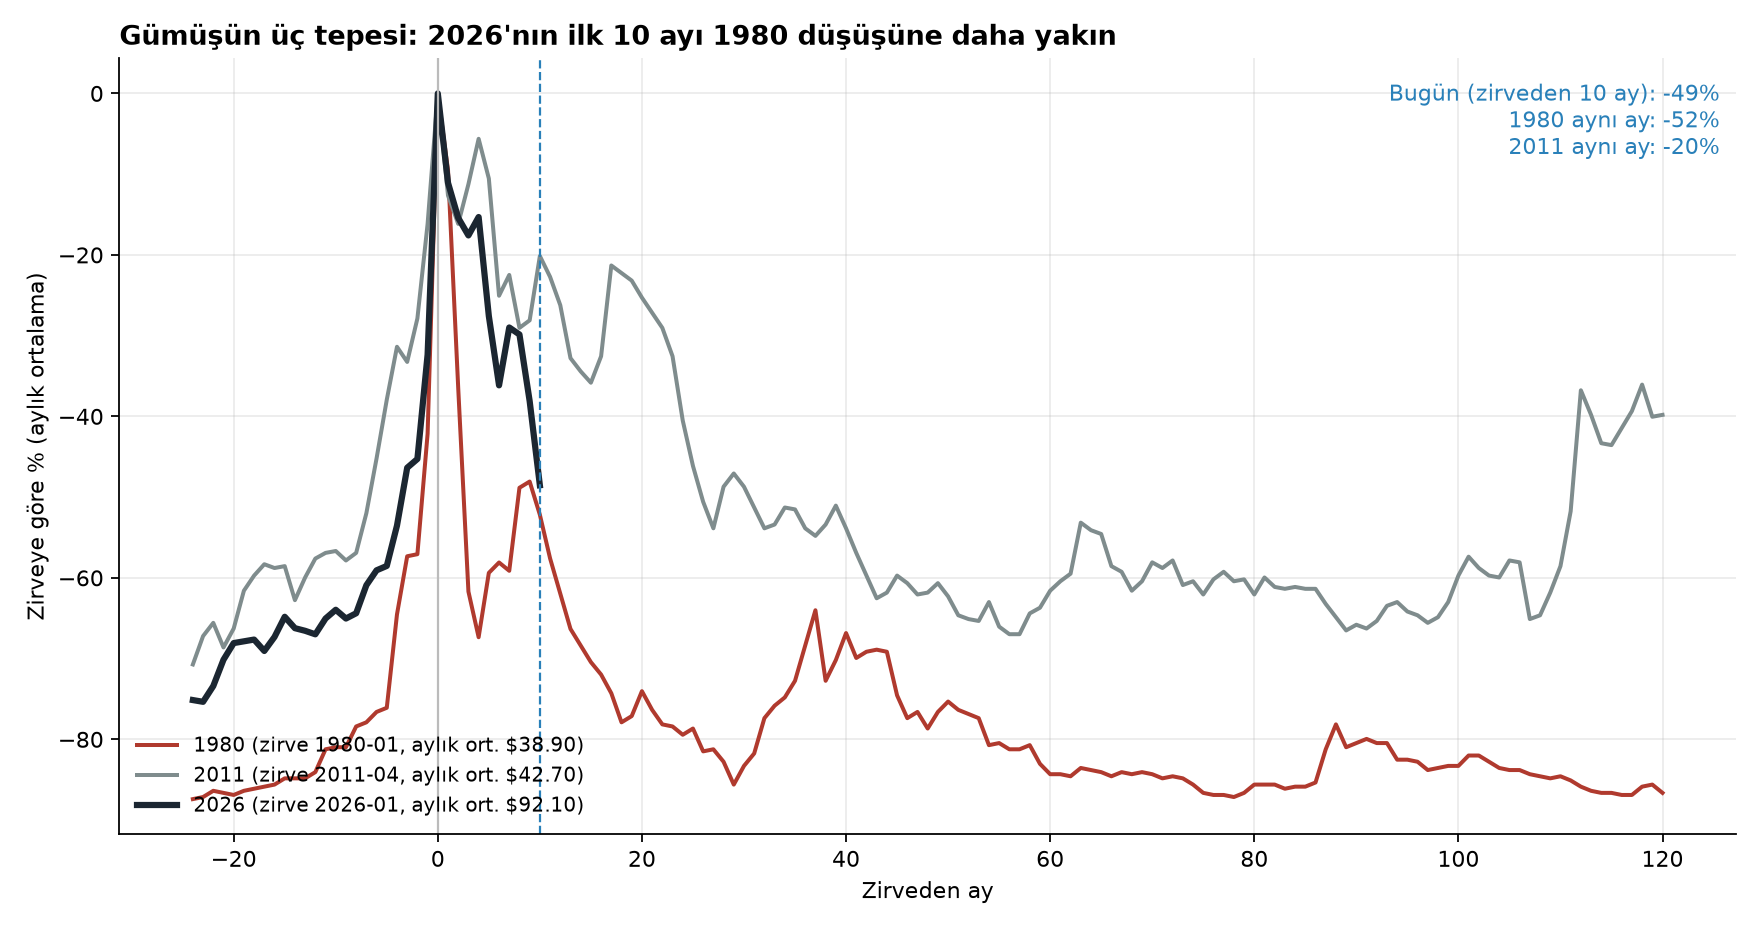 Gümüşün üç tepesi: 2026'nın ilk 10 ayı 1980 düşüşüne daha yakın
Bugün (zirveden 10 ay): -49%
1980 aynı ay: -52%
2011 aynı ay: -20%
Zirveye göre % (aylık ortalama)
0
−20
−40
−60
−80
1980 (zirve 1980-01, aylık ort. $38.90)
2011 (zirve 2011-04, aylık ort. $42.70)
2026 (zirve 2026-01, aylık ort. $92.10)
−20 0 20 40 60 80 100 120
Zirveden ay